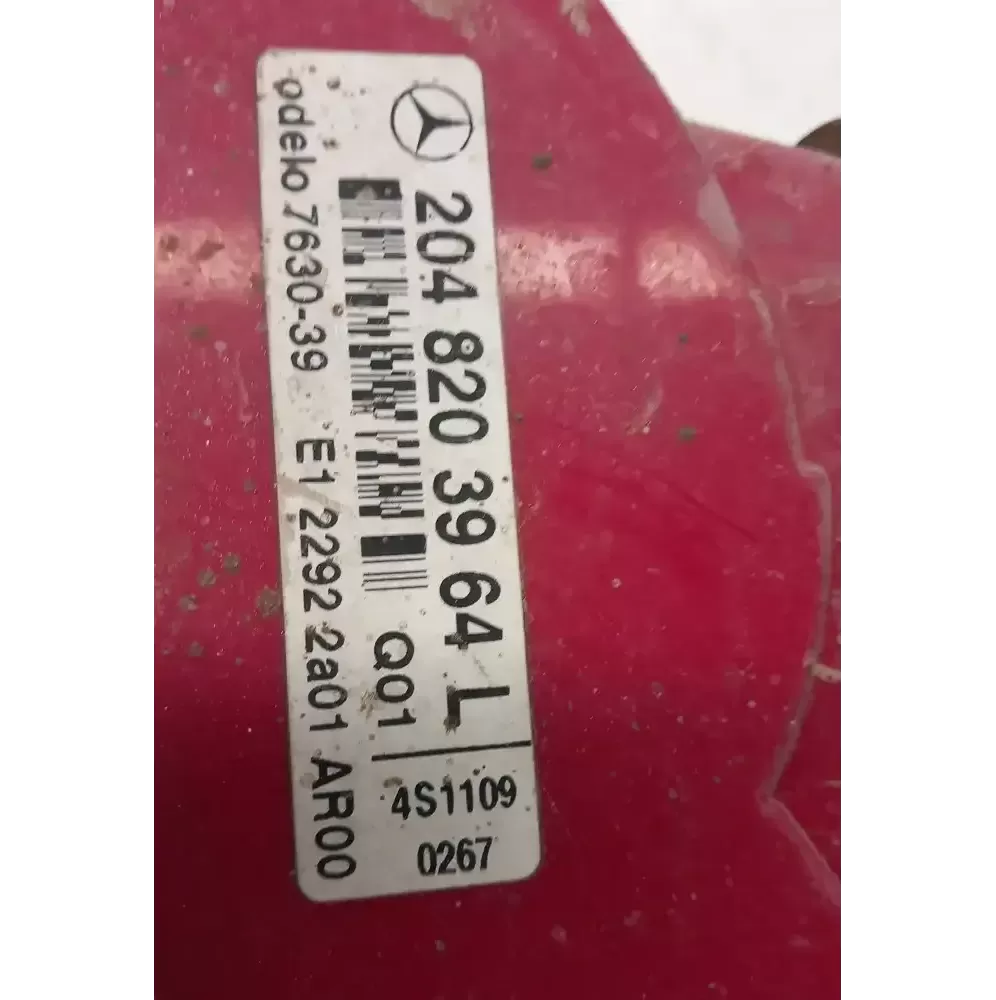 204 820 39 64 L
Q01
odelo 7630-39 E1 2292 2a01 AR00
4S1109
0267